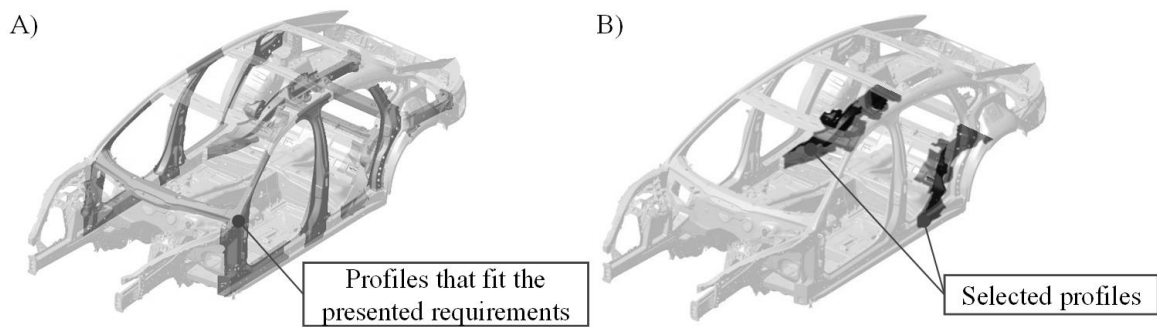 A)
B)
Profiles that fit the
presented requirements
Selected profiles